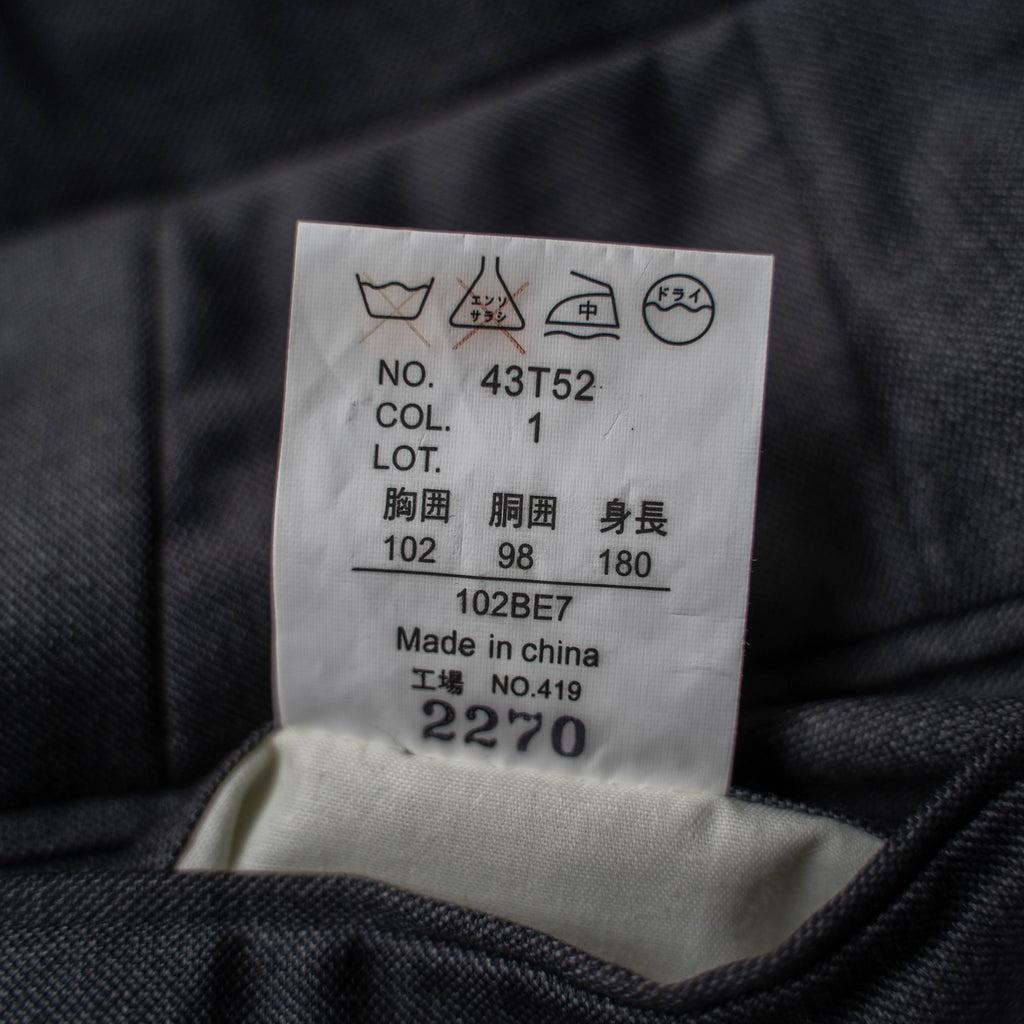 エンソ
サラシ
中
ドライ
NO. 43T52
COL. 1
LOT.
胸囲 胴囲 身長
102 98 180
102BE7
Made in china
工場 NO.419
2270